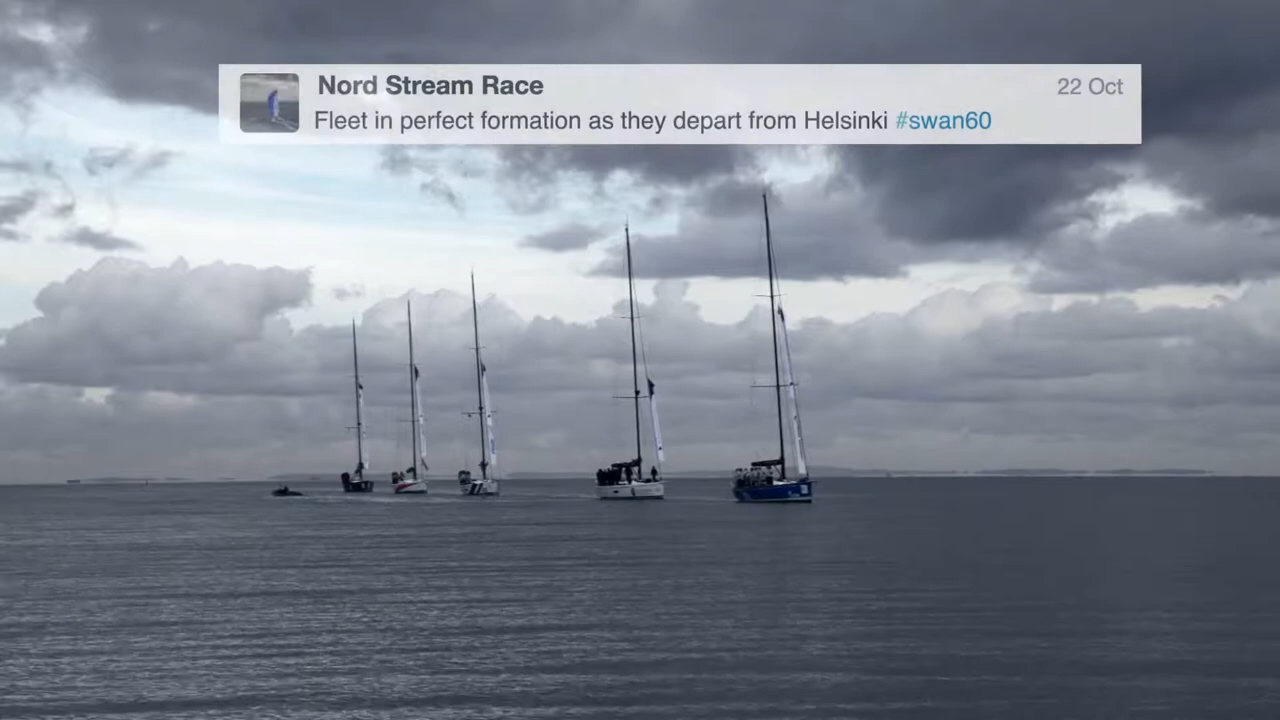 Nord Stream Race
22 Oct
Fleet in perfect formation as they depart from Helsinki #swan60